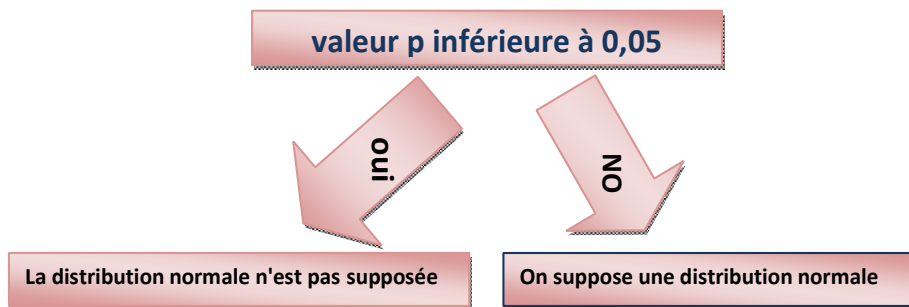 valeur p inférieure à 0,05
oui
NO
La distribution normale n'est pas supposée
On suppose une distribution normale